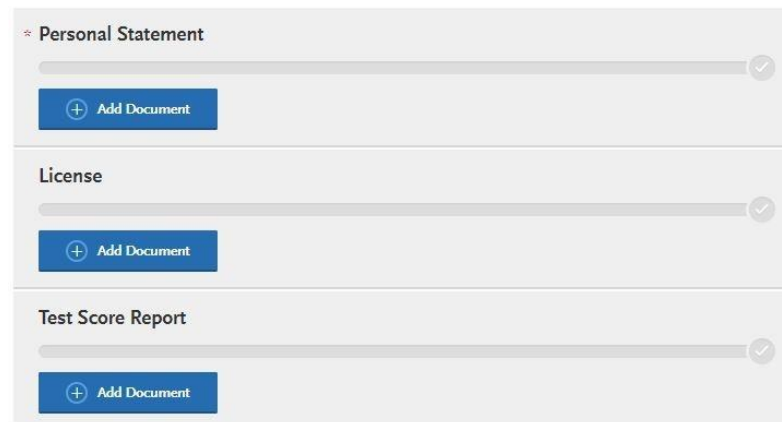 * Personal Statement
Add Document
License
Add Document
Test Score Report
Add Document